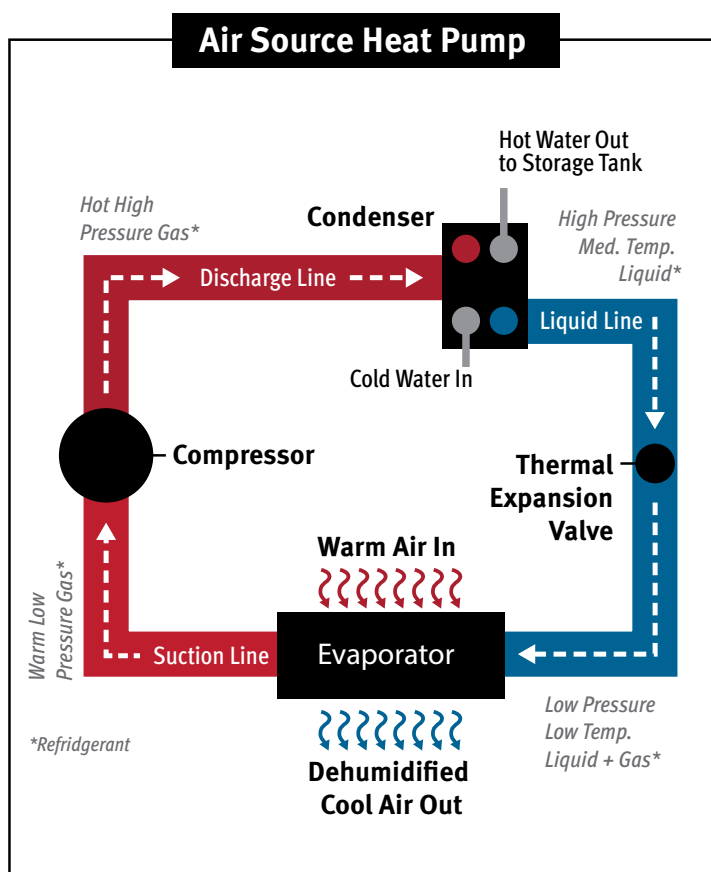 Air Source Heat Pump
Hot Water Out
to Storage Tank
Hot High
Pressure Gas*
Condenser
High Pressure
Med. Temp.
Liquid*
Discharge Line
Liquid Line
Cold Water In
Compressor
Thermal
Expansion
Valve
Warm Air In
Warm Low
Pressure Gas*
Suction Line
Evaporator
Low Pressure
Low Temp.
Liquid + Gas*
*Refridgerant
Dehumidified
Cool Air Out